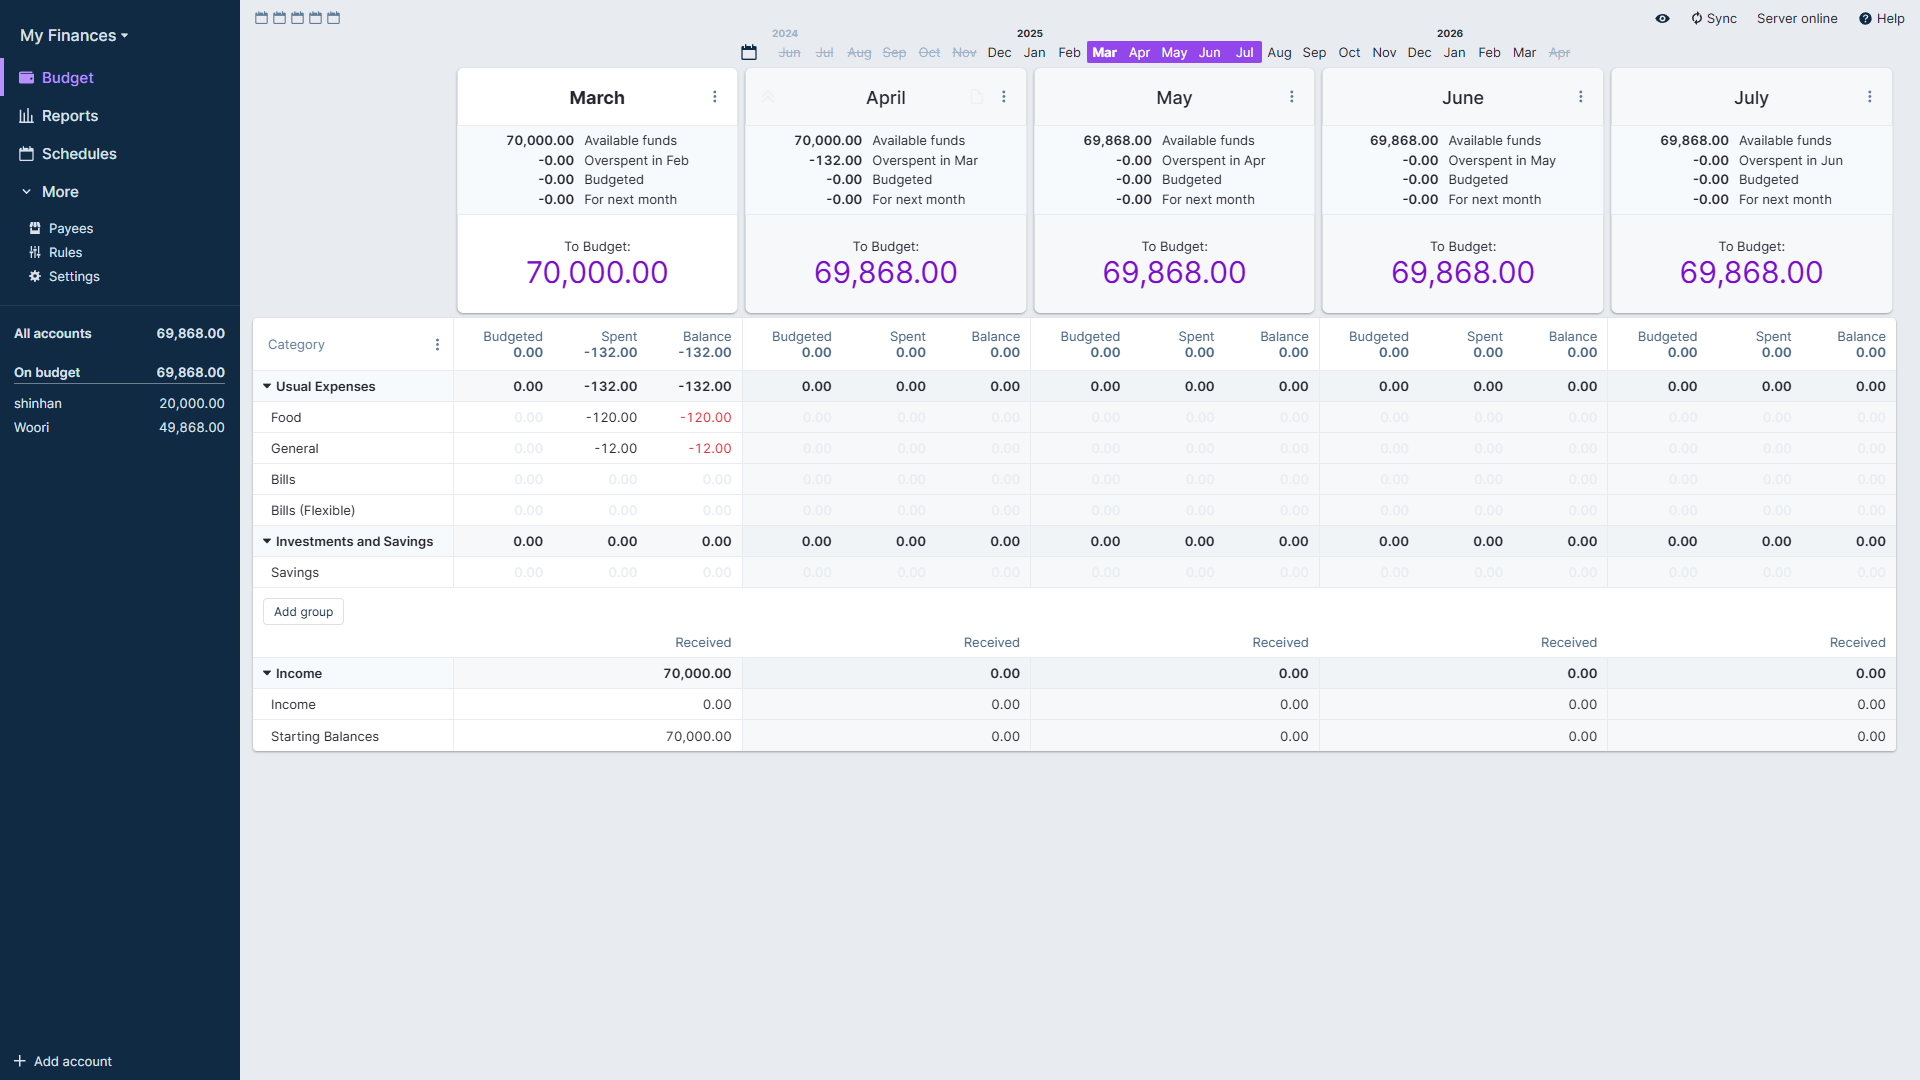 My Finances
Budget
Reports
Schedules
More
Payees
Rules
Settings
All accounts 69,868.00
On budget 69,868.00
shinhan 20,000.00
Woori 49,868.00
Add account
Sync Server online Help
2024 2025 2026
Jun Jul Aug Sep Oct Nov Dec Jan Feb Mar Apr May Jun Jul Aug Sep Oct Nov Dec Jan Feb Mar Apr
March
70,000.00 Available funds
-0.00 Overspent in Feb
-0.00 Budgeted
-0.00 For next month
To Budget:
70,000.00
April
70,000.00 Available funds
-132.00 Overspent in Mar
-0.00 Budgeted
-0.00 For next month
To Budget:
69,868.00
May
69,868.00 Available funds
-0.00 Overspent in Apr
-0.00 Budgeted
-0.00 For next month
To Budget:
69,868.00
June
69,868.00 Available funds
-0.00 Overspent in May
-0.00 Budgeted
-0.00 For next month
To Budget:
69,868.00
July
69,868.00 Available funds
-0.00 Overspent in Jun
-0.00 Budgeted
-0.00 For next month
To Budget:
69,868.00
Category
Budgeted Spent Balance Budgeted Spent Balance Budgeted Spent Balance Budgeted Spent Balance Budgeted Spent Balance
0.00 -132.00 -132.00 0.00 0.00 0.00 0.00 0.00 0.00 0.00 0.00 0.00 0.00 0.00 0.00
Usual Expenses 0.00 -132.00 -132.00 0.00 0.00 0.00 0.00 0.00 0.00 0.00 0.00 0.00 0.00 0.00 0.00
Food 0.00 -120.00 -120.00 0.00 0.00 0.00 0.00 0.00 0.00 0.00 0.00 0.00 0.00 0.00 0.00
General 0.00 -12.00 -12.00 0.00 0.00 0.00 0.00 0.00 0.00 0.00 0.00 0.00 0.00 0.00 0.00
Bills 0.00 0.00 0.00 0.00 0.00 0.00 0.00 0.00 0.00 0.00 0.00 0.00 0.00 0.00 0.00
Bills (Flexible) 0.00 0.00 0.00 0.00 0.00 0.00 0.00 0.00 0.00 0.00 0.00 0.00 0.00 0.00 0.00
Investments and Savings 0.00 0.00 0.00 0.00 0.00 0.00 0.00 0.00 0.00 0.00 0.00 0.00 0.00 0.00 0.00
Savings 0.00 0.00 0.00 0.00 0.00 0.00 0.00 0.00 0.00 0.00 0.00 0.00 0.00 0.00 0.00
Add group
Received Received Received Received Received
Income 70,000.00 0.00 0.00 0.00 0.00
Income 0.00 0.00 0.00 0.00 0.00
Starting Balances 70,000.00 0.00 0.00 0.00 0.00